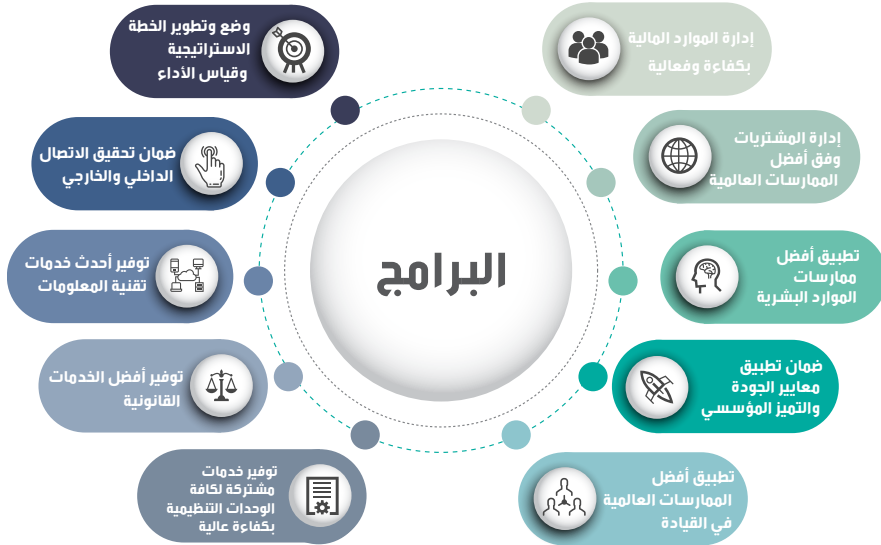 إدارة الموارد المالية
بكفاءة وفعالية
إدارة المشتريات
وفق أفضل
الممارسات العالمية
تطبيق أفضل
ممارسات
الموارد البشرية
ضمان تطبيق
معايير الجودة
والتميز المؤسسي
تطبيق أفضل
الممارسات العالمية
في القيادة
البرامج
وضع وتطوير الخطة
الاستراتيجية
وقياس الأداء
ضمان تحقيق الاتصال
الداخلي والخارجي
توفير أحدث خدمات
تقنية المعلومات
توفير أفضل الخدمات
القانونية
توفير خدمات
مشتركة لكافة
الوحدات التنظيمية
بكفاءة عالية